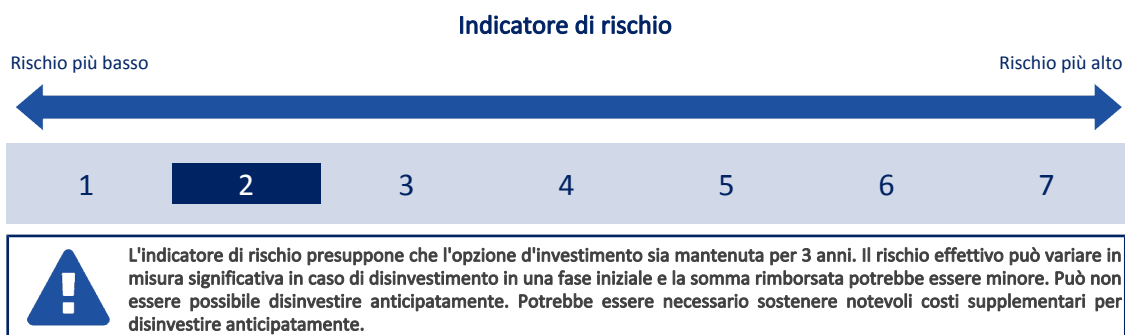 Indicatore di rischio
Rischio più basso
Rischio più alto
1 2 3 4 5 6 7
L'indicatore di rischio presuppone che l'opzione d'investimento sia mantenuta per 3 anni. Il rischio effettivo può variare in
misura significativa in caso di disinvestimento in una fase iniziale e la somma rimborsata potrebbe essere minore. Può non
essere possibile disinvestire anticipatamente. Potrebbe essere necessario sostenere notevoli costi supplementari per
disinvestire anticipatamente.